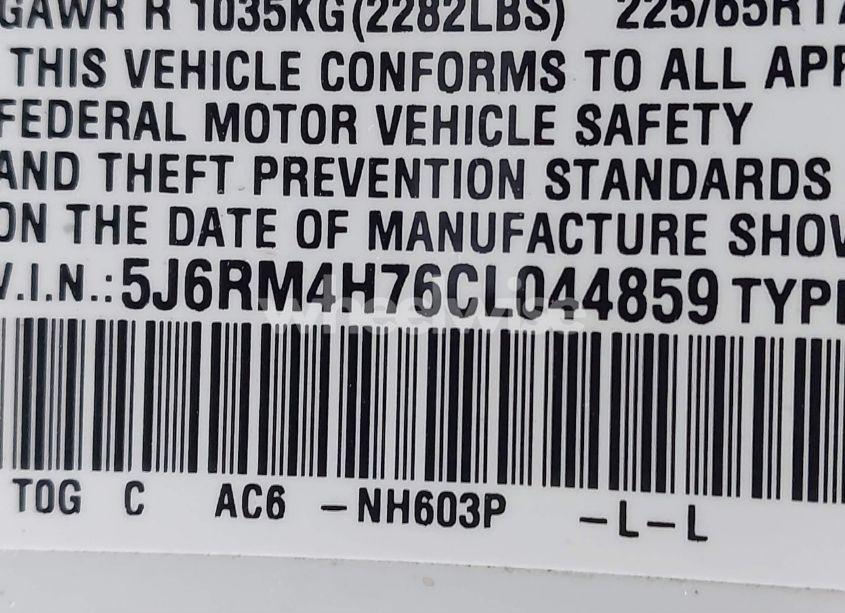 GAWR R 1035KG(2282LBS) 225/65R17
THIS VEHICLE CONFORMS TO ALL APP
FEDERAL MOTOR VEHICLE SAFETY
AND THEFT PREVENTION STANDARDS
ON THE DATE OF MANUFACTURE SHOW
V.I.N.: 5J6RM4H76CL044859 TYPE
wheelwise
TOG C AC6 -NH603P -L-L